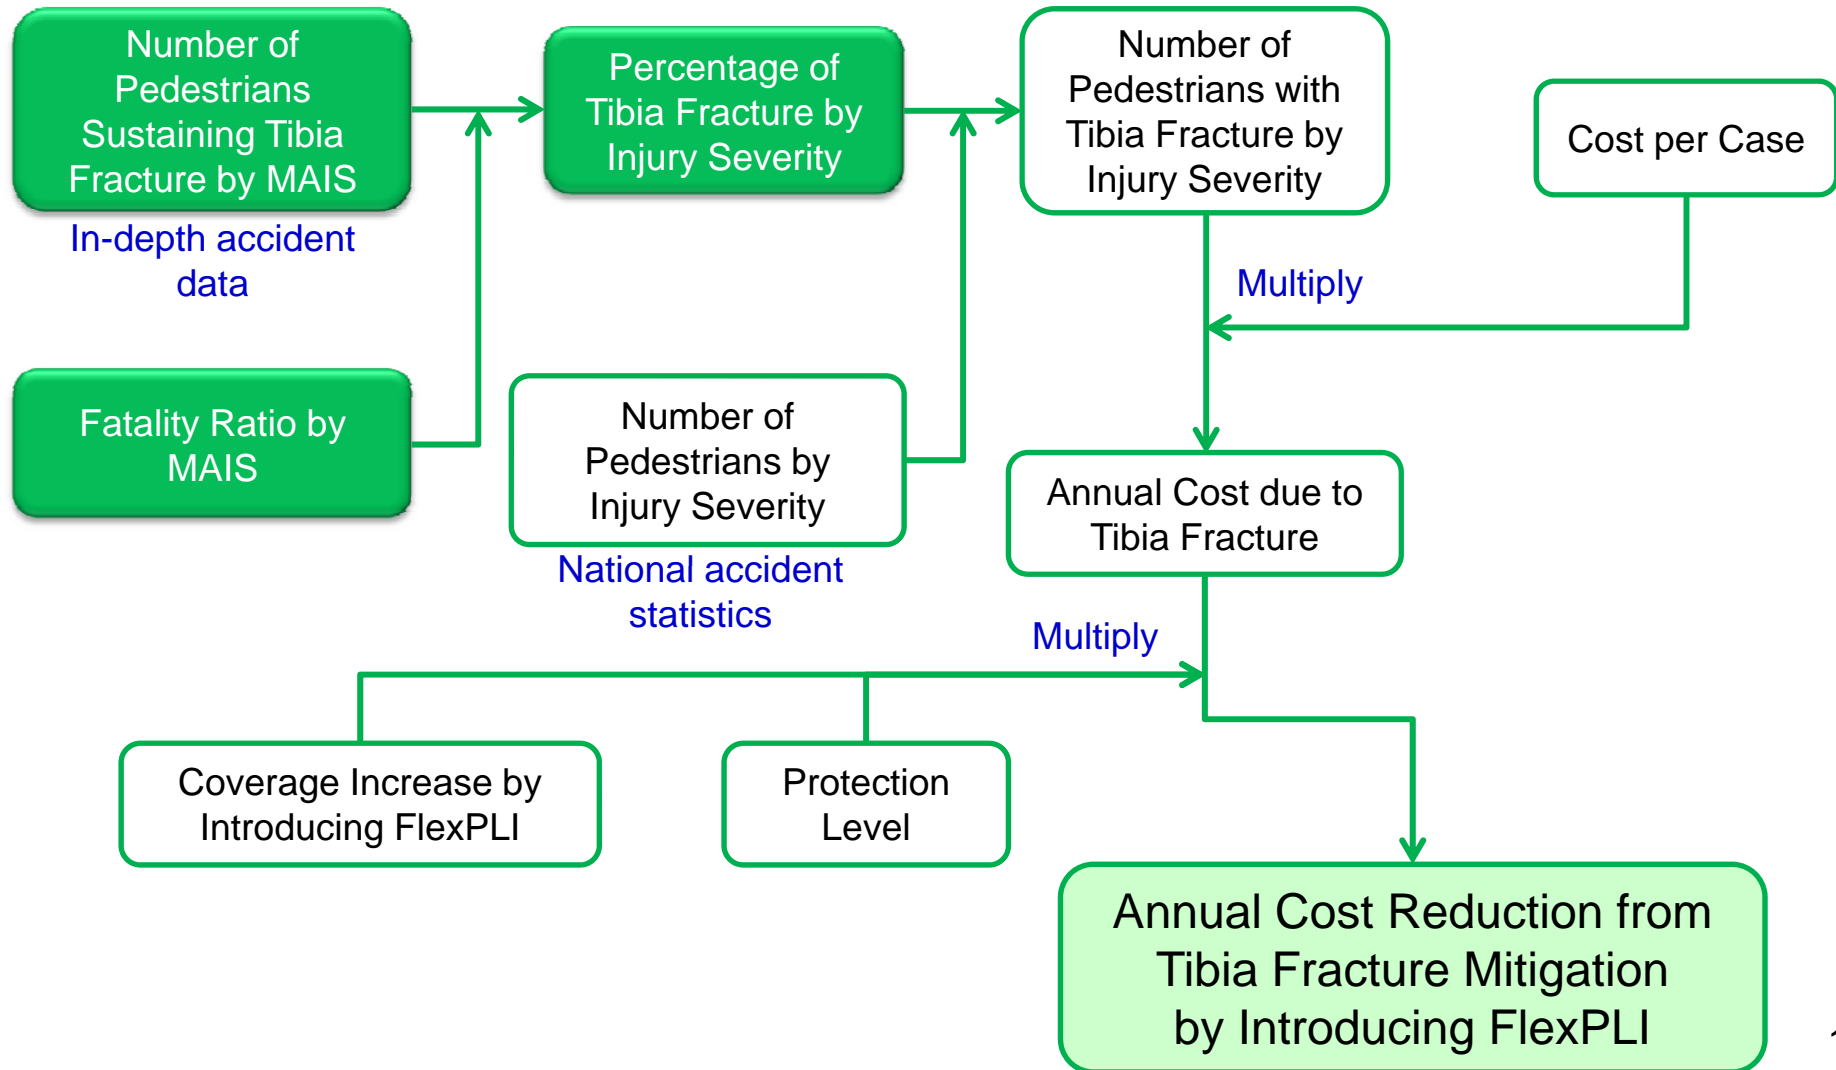 Number of
Pedestrians
Sustaining Tibia
Fracture by MAIS
In-depth accident
data
Fatality Ratio by
MAIS
Percentage of
Tibia Fracture by
Injury Severity
Number of
Pedestrians by
Injury Severity
National accident
statistics
Number of
Pedestrians with
Tibia Fracture by
Injury Severity
Cost per Case
Multiply
Annual Cost due to
Tibia Fracture
Multiply
Coverage Increase by
Introducing FlexPLI
Protection
Level
Annual Cost Reduction from
Tibia Fracture Mitigation
by Introducing FlexPLI